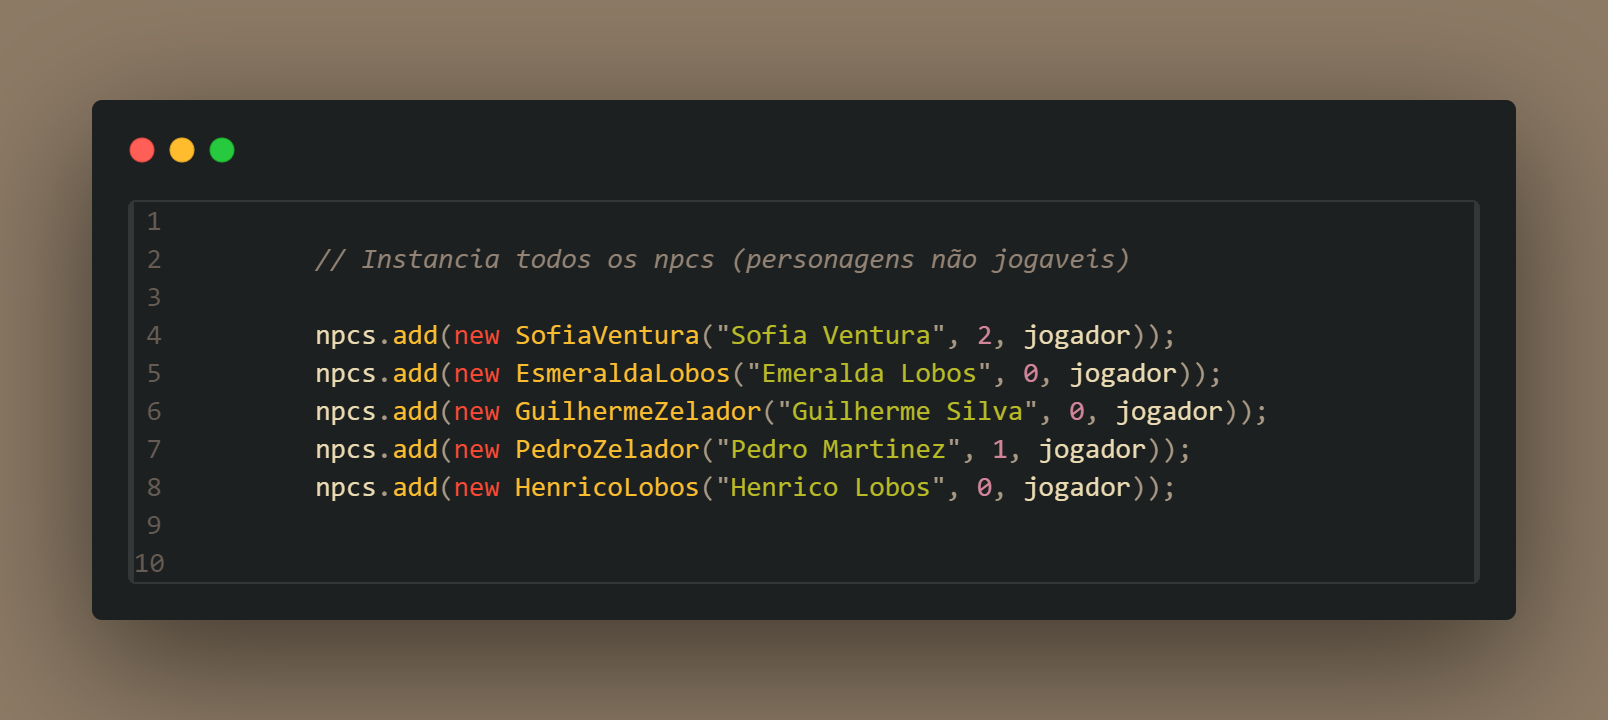 1
2 // Instancia todos os npcs (personagens não jogaveis)
3
4 npcs.add(new SofiaVentura("Sofia Ventura", 2, jogador));
5 npcs.add(new EsmeraldaLobos("Emeralda Lobos", 0, jogador));
6 npcs.add(new GuilhermeZelador("Guilherme Silva", 0, jogador));
7 npcs.add(new PedroZelador("Pedro Martinez", 1, jogador));
8 npcs.add(new HenricoLobos("Henrico Lobos", 0, jogador));
9
10